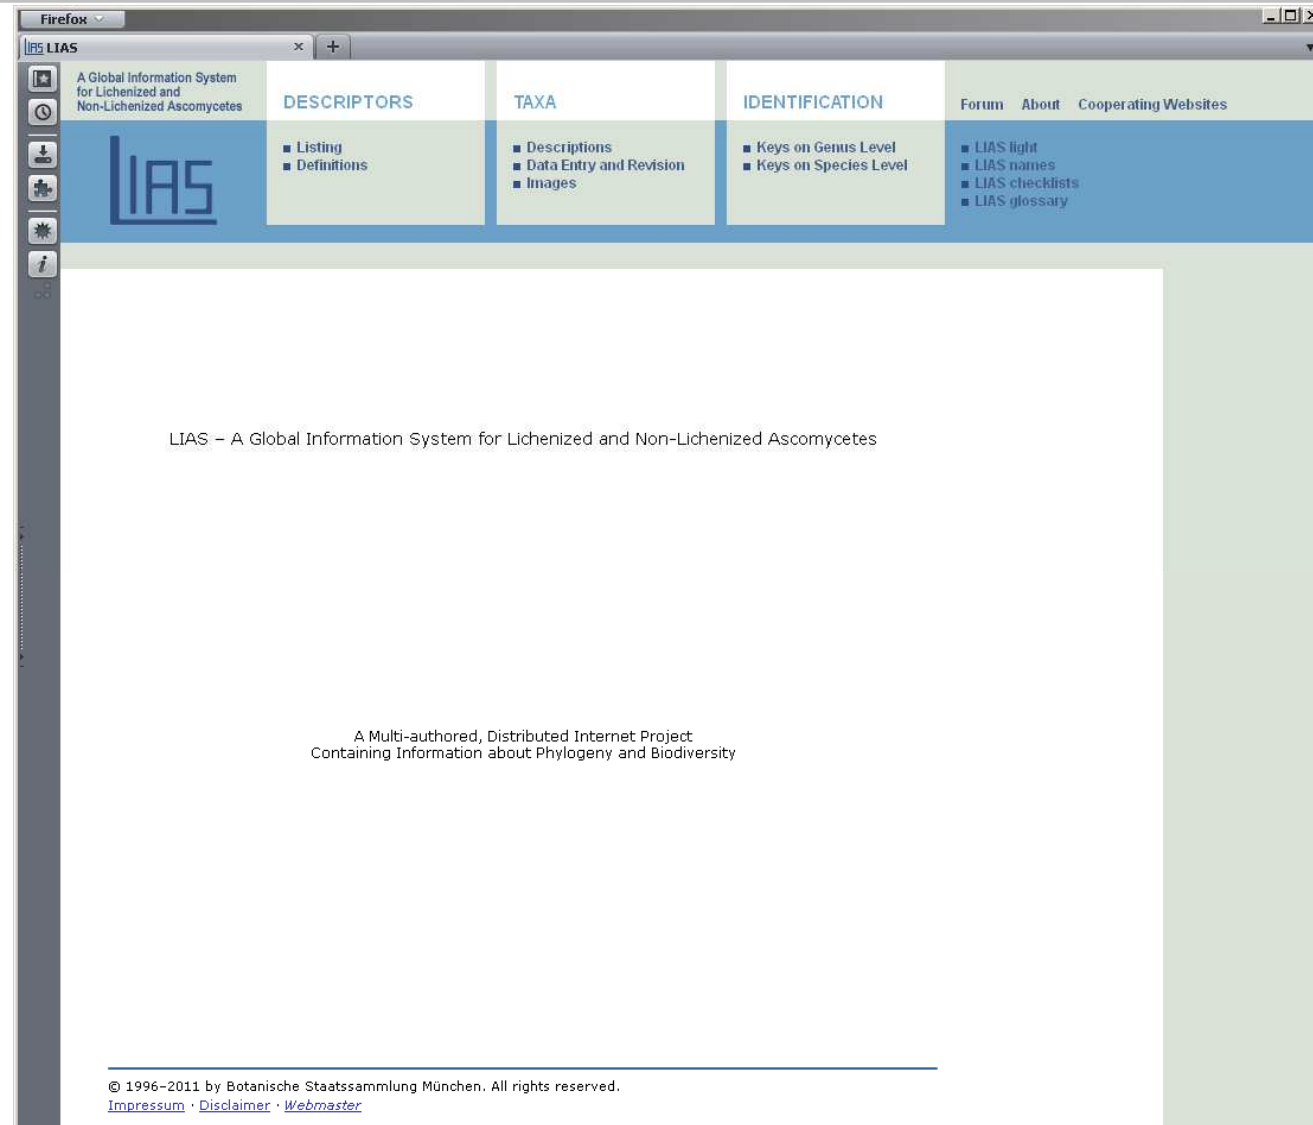 Firefox
LIAS LIAS
A Global Information System
for Lichenized and
Non-Lichenized Ascomycetes
LIAS
DESCRIPTORS
Listing
Definitions
TAXA
Descriptions
Data Entry and Revision
Images
IDENTIFICATION
Keys on Genus Level
Keys on Species Level
Forum About Cooperating Websites
LIAS light
LIAS names
LIAS checklists
LIAS glossary
LIAS – A Global Information System for Lichenized and Non-Lichenized Ascomycetes
A Multi-authored, Distributed Internet Project
Containing Information about Phylogeny and Biodiversity
© 1996–2011 by Botanische Staatssammlung München. All rights reserved.
Impressum · Disclaimer · Webmaster